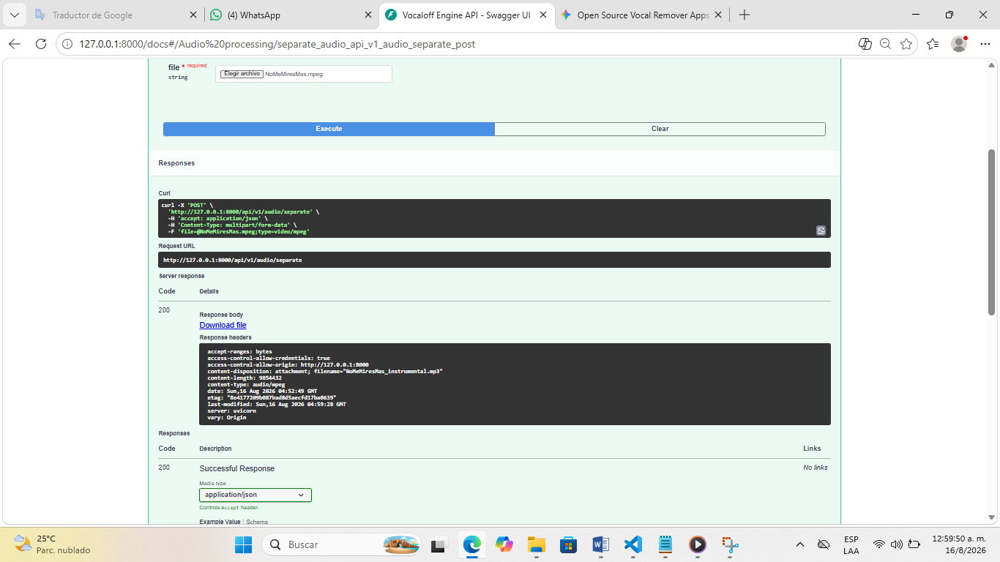 Traductor de Google
(4) WhatsApp
Vocaloff Engine API - Swagger UI
Open Source Vocal Remover Apps
127.0.0.1:8000/docs#/Audio%20processing/separate_audio_api_v1_audio_separate_post
file * required
string
Elegir archivo NoMeMiresMas.mpeg
Execute
Clear
Responses
Curl
curl -X 'POST' \
'http://127.0.0.1:8000/api/v1/audio/separate' \
-H 'accept: application/json' \
-H 'Content-Type: multipart/form-data' \
-F 'file=@NoMeMiresMas.mpeg;type=video/mpeg'
Request URL
http://127.0.0.1:8000/api/v1/audio/separate
Server response
Code Details
200
Response body
Download file
Response headers
accept-ranges: bytes
access-control-allow-credentials: true
access-control-allow-origin: http://127.0.0.1:8000
content-disposition: attachment; filename="NoMeMiresMas_instrumental.mp3"
content-length: 9854432
content-type: audio/mpeg
date: Sun,16 Aug 2026 04:52:49 GMT
etag: "8e4177209b087bad8d5aecfd17ba0639"
last-modified: Sun,16 Aug 2026 04:59:28 GMT
server: uvicorn
vary: Origin
Responses
Code Description Links
200 Successful Response No links
Media type
application/json
Controls Accept header.
Example Value | Schema
25°C
Parc. nublado
Buscar
ESP
LAA
12:59:50 a. m.
16/8/2026